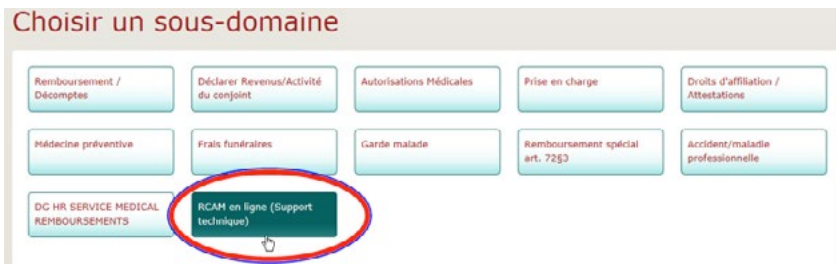 Choisir un sous-domaine
Remboursement /
Décomptes
Déclarer Revenus/Activité
du conjoint
Autorisations Médicales
Prise en charge
Droits d'affiliation /
Attestations
Médecine préventive
Frais funéraires
Garde malade
Remboursement spécial
art. 72§3
Accident/maladie
professionnelle
DG HR SERVICE MEDICAL
REMBOURSEMENTS
RCAM en ligne (Support
technique)